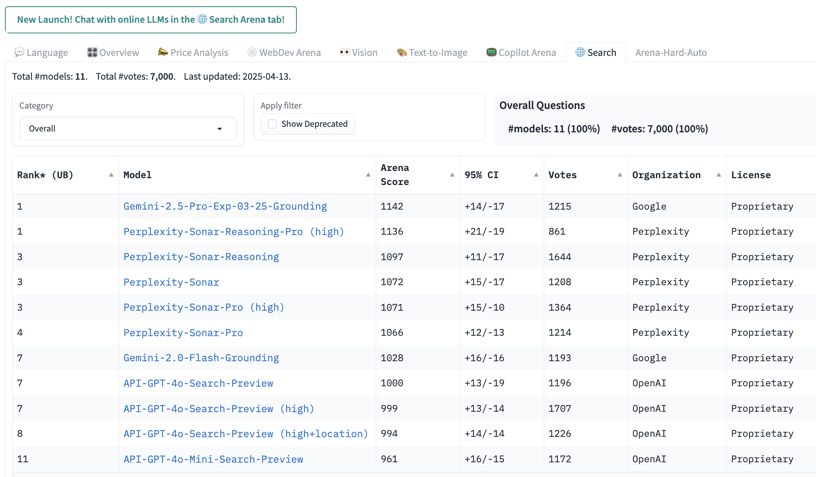 New Launch! Chat with online LLMs in the 🌐 Search Arena tab!
💬 Language 🎛️ Overview Price Analysis WebDev Arena 👀 Vision 🎨 Text-to-Image Copilot Arena 🌐 Search Arena-Hard-Auto
Total #models: 11. Total #votes: 7,000. Last updated: 2025-04-13.
Category
Overall
Apply filter
Show Deprecated
Overall Questions
#models: 11 (100%) #votes: 7,000 (100%)
Rank* (UB) Model Arena Score 95% CI Votes Organization License
1 Gemini-2.5-Pro-Exp-03-25-Grounding 1142 +14/-17 1215 Google Proprietary
1 Perplexity-Sonar-Reasoning-Pro (high) 1136 +21/-19 861 Perplexity Proprietary
3 Perplexity-Sonar-Reasoning 1097 +11/-17 1644 Perplexity Proprietary
3 Perplexity-Sonar 1072 +15/-17 1208 Perplexity Proprietary
3 Perplexity-Sonar-Pro (high) 1071 +15/-10 1364 Perplexity Proprietary
4 Perplexity-Sonar-Pro 1066 +12/-13 1214 Perplexity Proprietary
7 Gemini-2.0-Flash-Grounding 1028 +16/-16 1193 Google Proprietary
7 API-GPT-4o-Search-Preview 1000 +13/-19 1196 OpenAI Proprietary
7 API-GPT-4o-Search-Preview (high) 999 +13/-14 1707 OpenAI Proprietary
8 API-GPT-4o-Search-Preview (high+location) 994 +14/-14 1226 OpenAI Proprietary
11 API-GPT-4o-Mini-Search-Preview 961 +16/-15 1172 OpenAI Proprietary